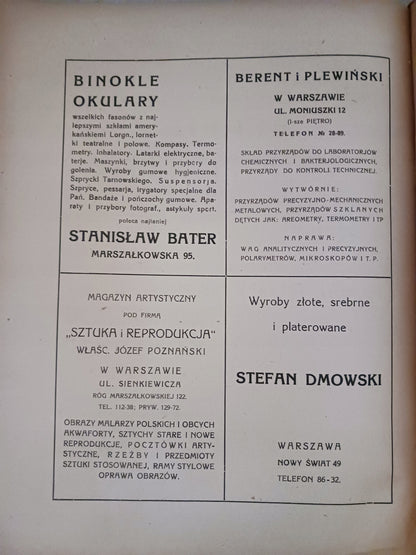 BINOKLE
OKULARY
wszelkich fasonów z naj-
lepszymi szkłami amery-
kańskiemi Lorgn., lornet-
ki teatralne i polowe. Kompasy. Termo-
metry. Inhalatory. Latarki elektryczne, ba-
terje. Maszynki, brzytwy i przybory do
golenia. Wyroby gumowe hygjeniczne.
Szprycki Tarnowskiego. Suspensorja.
Szpryce, pessarja, irygatory specjalne dla
Pań. Bandaże i pończochy gumowe. Apa-
raty i przybory fotograf., artykuły sport.
poleca najtaniej
STANISŁAW BATER
MARSZAŁKOWSKA 95.
BERENT i PLEWIŃSKI
W WARSZAWIE
UL. MONIUSZKI 12
(I-sze PIĘTRO)
TELEFON № 28-09.
SKŁAD PRZYRZĄDÓW DO LABORATORJÓW
CHEMICZNYCH I BAKTERJOLOGICZNYCH,
PRZYRZĄDY DO KONTROLI TECHNICZNEJ.
WYTWÓRNIE:
PRZYRZĄDÓW PRECYZYJNO-MECHANICZNYCH
METALOWYCH, PRZYRZĄDÓW SZKLANYCH
DĘTYCH JAK: AREOMETRY, TERMOMETRY I TP
NAPRAWA:
WAG ANALITYCZNYCH I PRECYZYJNYCH,
POLARYMETRÓW, MIKROSKOPÓW I T. P.
MAGAZYN ARTYSTYCZNY
POD FIRMĄ
„SZTUKA i REPRODUKCJA"
WŁAŚC. JÓZEF POZNAŃSKI
W WARSZAWIE
UL. SIENKIEWICZA
RÓG MARSZAŁKOWSKIEJ 122.
TEL. 112-38; PRYW. 129-72.
OBRAZY MALARZY POLSKICH I OBCYCH
AKWAFORTY, SZTYCHY STARE I NOWE
REPRODUKCJE, POCZTÓWKI ARTY-
STYCZNE, RZEŹBY I PRZEDMIOTY
SZTUKI STOSOWANEJ, RAMY STYLOWE
OPRAWA OBRAZÓW.
Wyroby złote, srebrne
i platerowane
STEFAN DMOWSKI
WARSZAWA
NOWY ŚWIAT 49
TELEFON 86-32.